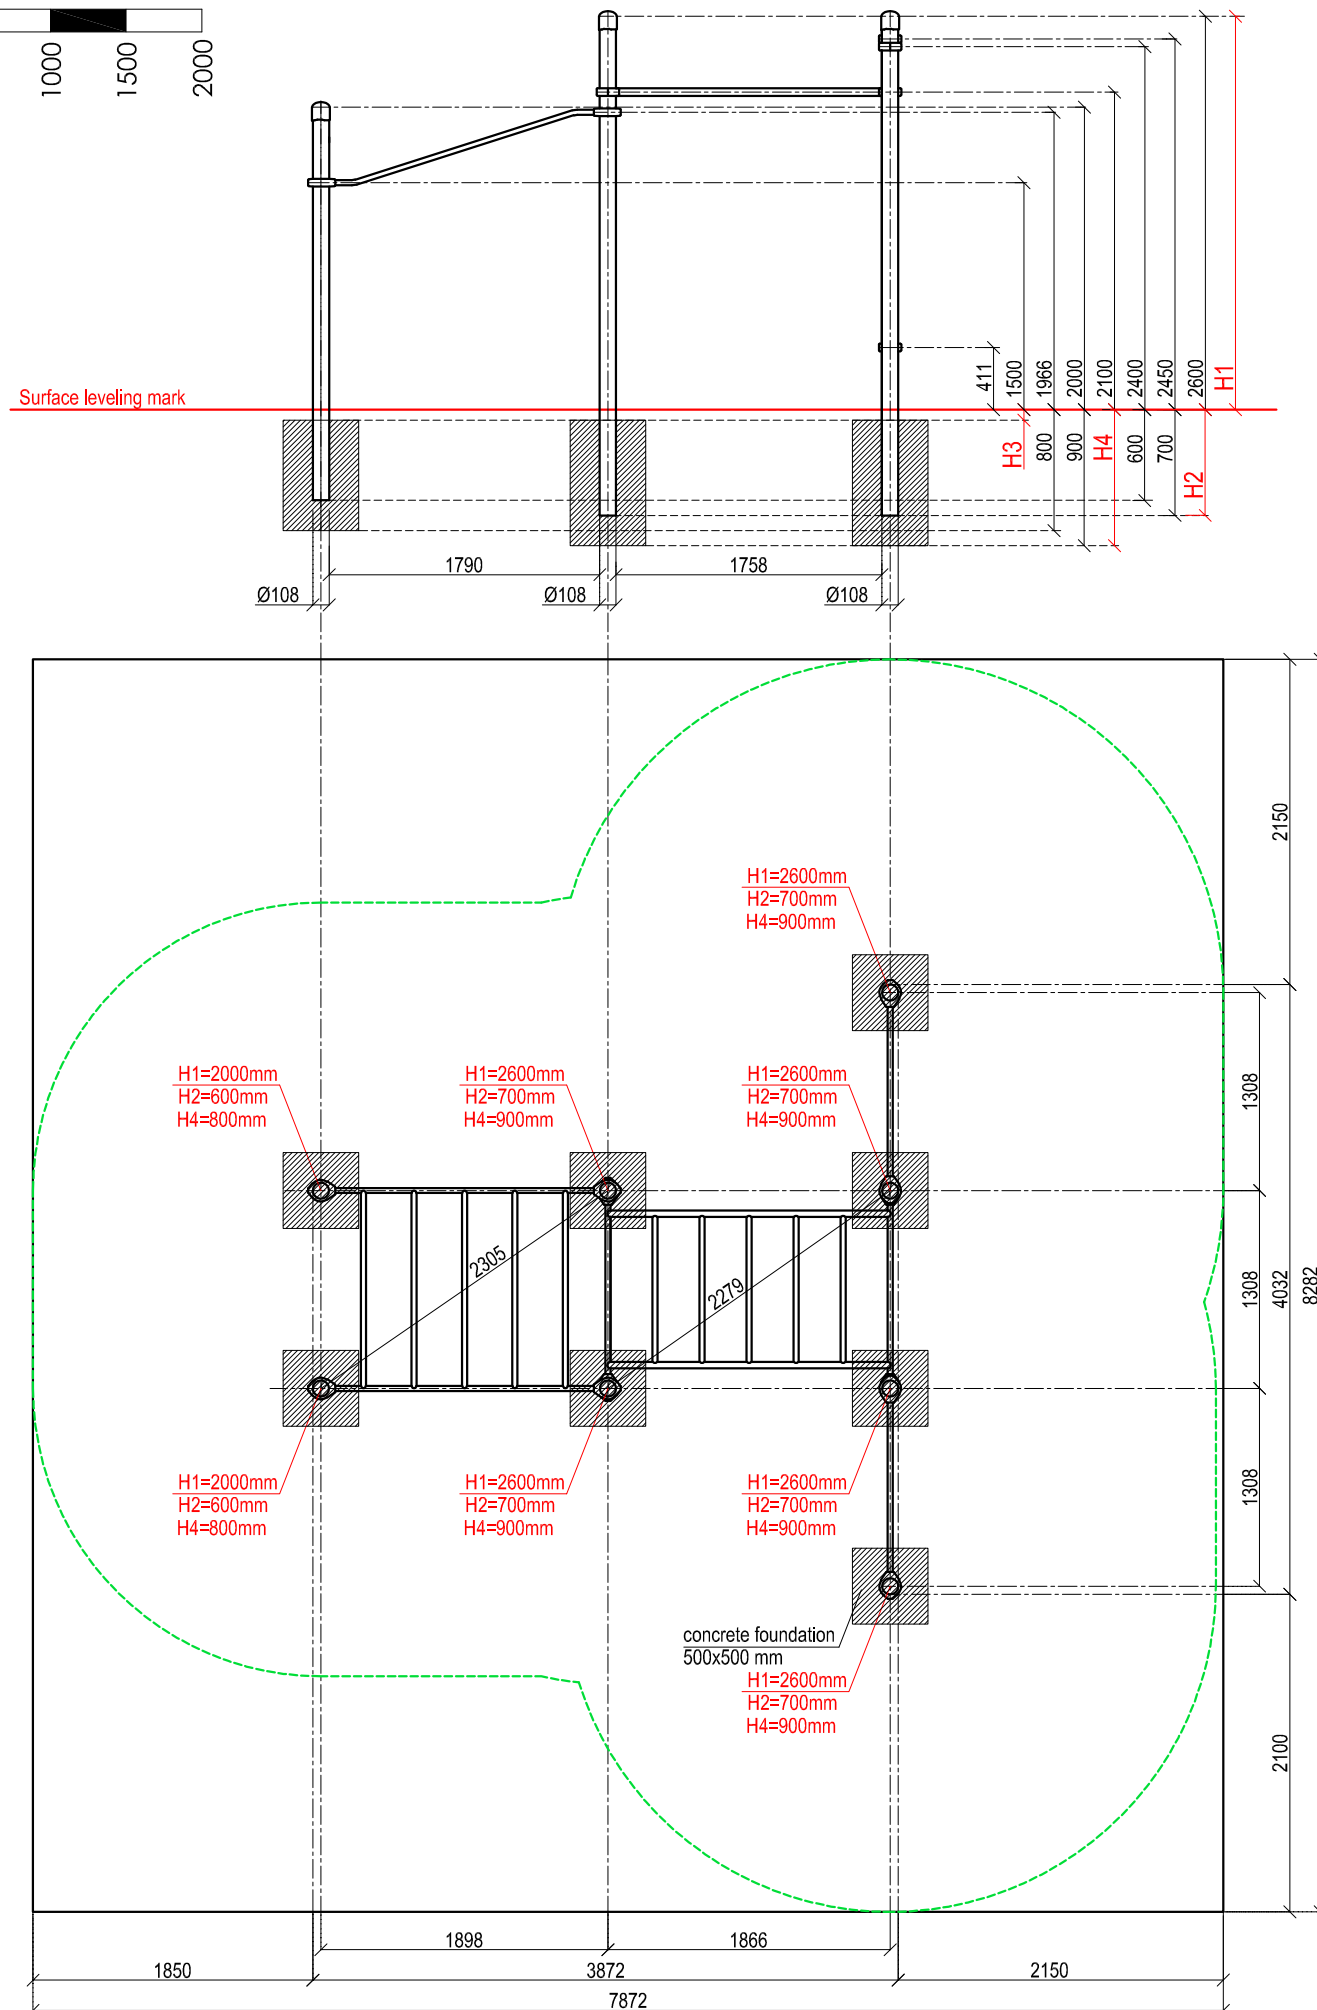 1000
1500
2000
Surface leveling mark
411
1500
1966
2000
2100
2400
2450
2600
H1
H3
800
900
H4
600
700
H2
1790
1758
Ø108
Ø108
Ø108
2150
H1=2600mm
H2=700mm
H4=900mm
H1=2000mm
H2=600mm
H4=800mm
H1=2600mm
H2=700mm
H4=900mm
H1=2600mm
H2=700mm
H4=900mm
1308
2305
2279
1308
4032
8282
H1=2000mm
H2=600mm
H4=800mm
H1=2600mm
H2=700mm
H4=900mm
H1=2600mm
H2=700mm
H4=900mm
1308
concrete foundation
500x500 mm
H1=2600mm
H2=700mm
H4=900mm
2100
1898
1866
1850
3872
2150
7872